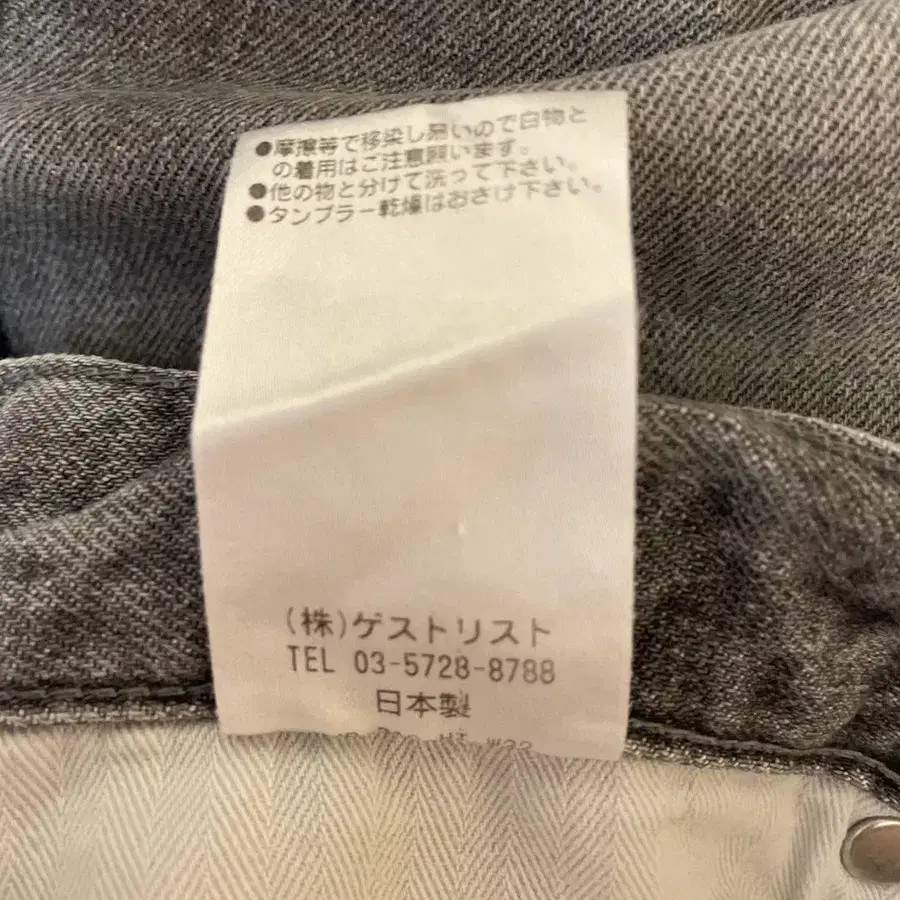 ●摩擦等で移染し易いので白物と
の着用はご注意願います。
●他の物と分けて洗って下さい。
●タンブラー乾燥はおさけ下さい。
(株)ゲストリスト
TEL 03-5728-8788
日本製